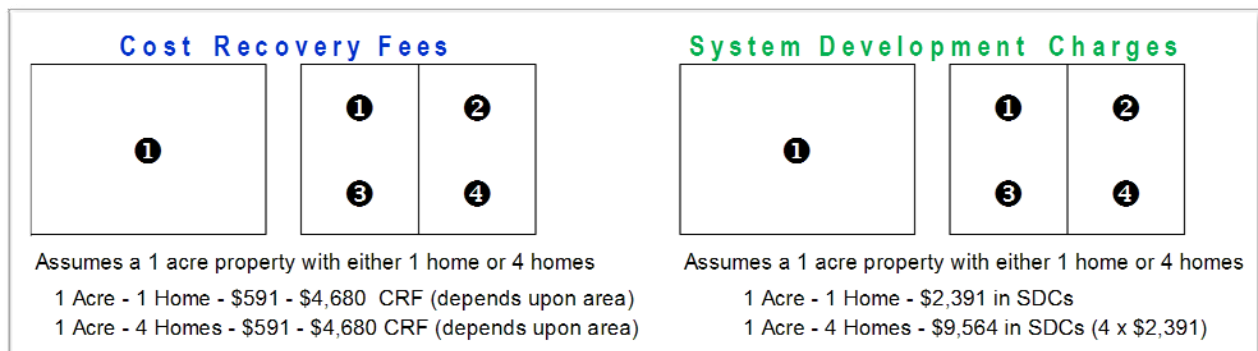 Cost Recovery Fees
❶
❶ ❷
❸ ❹
Assumes a 1 acre property with either 1 home or 4 homes
1 Acre - 1 Home - $591 - $4,680 CRF (depends upon area)
1 Acre - 4 Homes - $591 - $4,680 CRF (depends upon area)
System Development Charges
❶
❶ ❷
❸ ❹
Assumes a 1 acre property with either 1 home or 4 homes
1 Acre - 1 Home - $2,391 in SDCs
1 Acre - 4 Homes - $9,564 in SDCs (4 x $2,391)